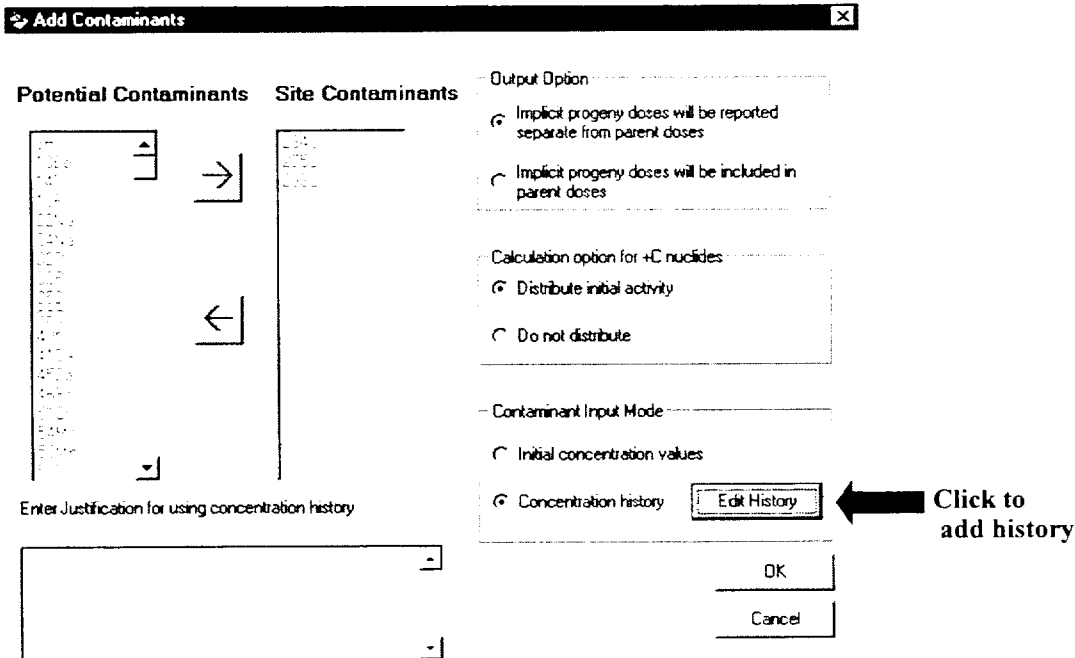 Add Contaminants
Potential Contaminants
Site Contaminants
Enter Justification for using concentration history
Output Option
Implicit progeny doses will be reported
separate from parent doses
Implicit progeny doses will be included in
parent doses
Calculation option for +C nuclides
Distribute initial activity
Do not distribute
Contaminant Input Mode
Initial concentration values
Concentration history
Edit History
Click to
add history
OK
Cancel